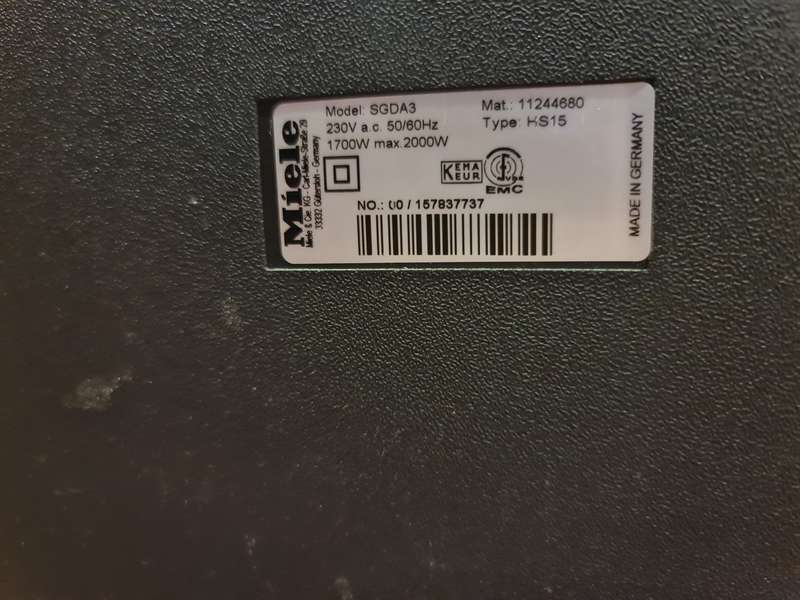 Miele
Miele & Cie. KG - Carl-Miele-Straße 29
33332 Gütersloh - Germany
Model: SGDA3
Mat.: 11244680
230V a.c. 50/60Hz
Type: HS15
1700W max.2000W
KEMA
KEUR
EMC
NO.: 00 / 157837737
MADE IN GERMANY